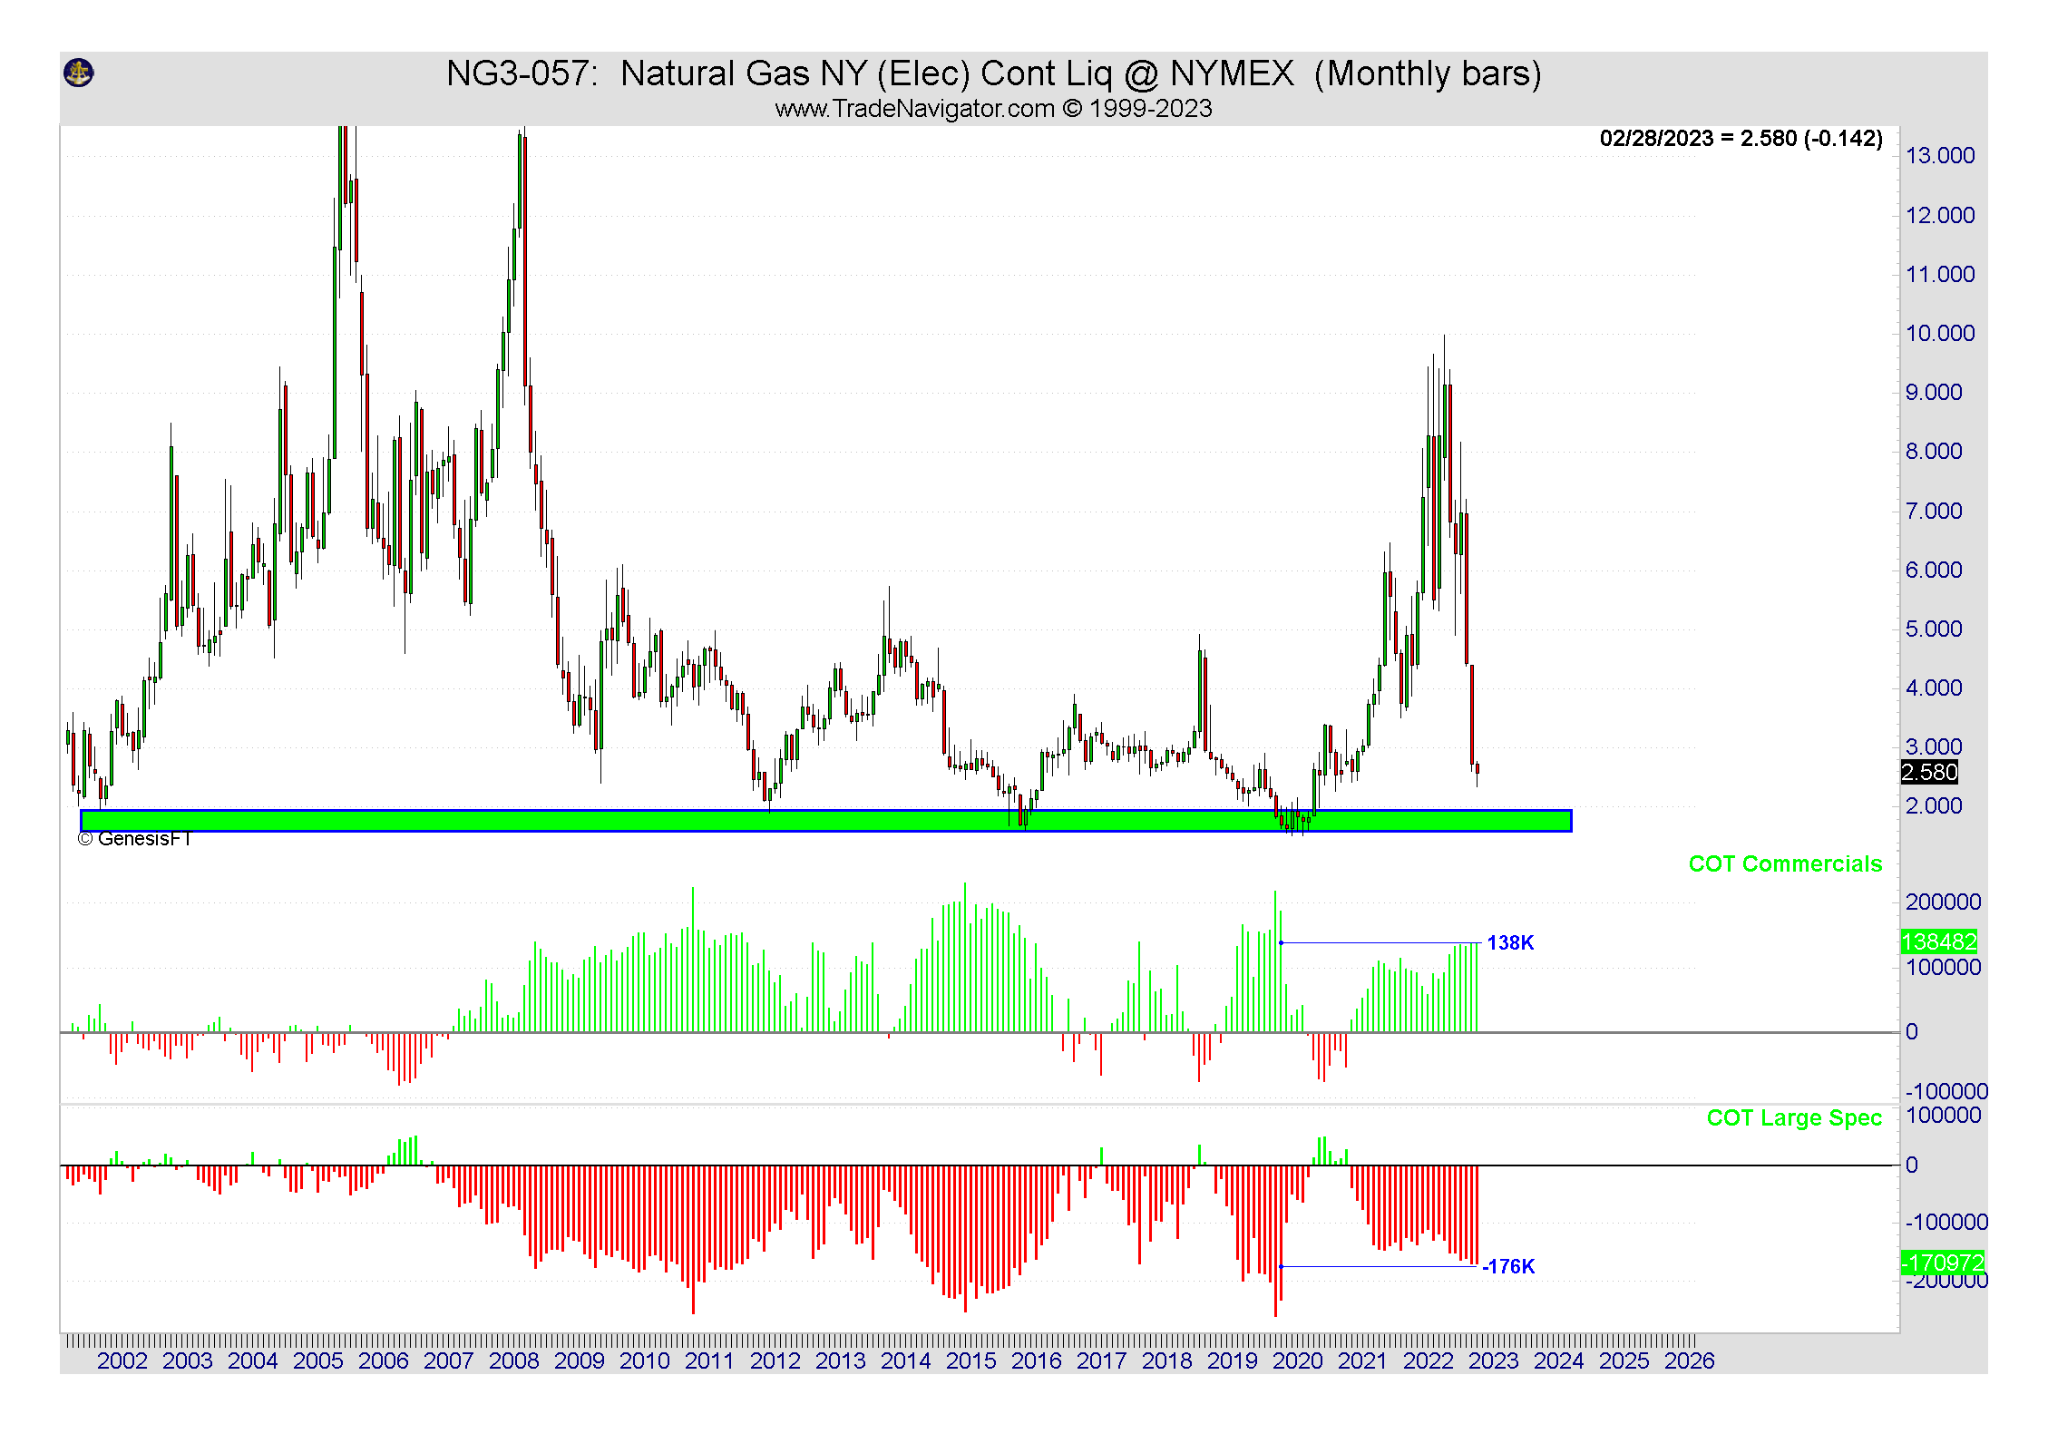 NG3-057:  Natural Gas NY (Elec) Cont Liq @ NYMEX  (Monthly bars)
www.TradeNavigator.com © 1999-2023
02/28/2023 = 2.580 (-0.142)
13.000
12.000
11.000
10.000
9.000
8.000
7.000
6.000
5.000
4.000
3.000
2.580
2.000
© GenesisFT
COT Commercials
200000
138K
138482
100000
0
-100000
100000
COT Large Spec
0
-100000
-176K
-170972
-200000
2002 2003 2004 2005 2006 2007 2008 2009 2010 2011 2012 2013 2014 2015 2016 2017 2018 2019 2020 2021 2022 2023 2024 2025 2026